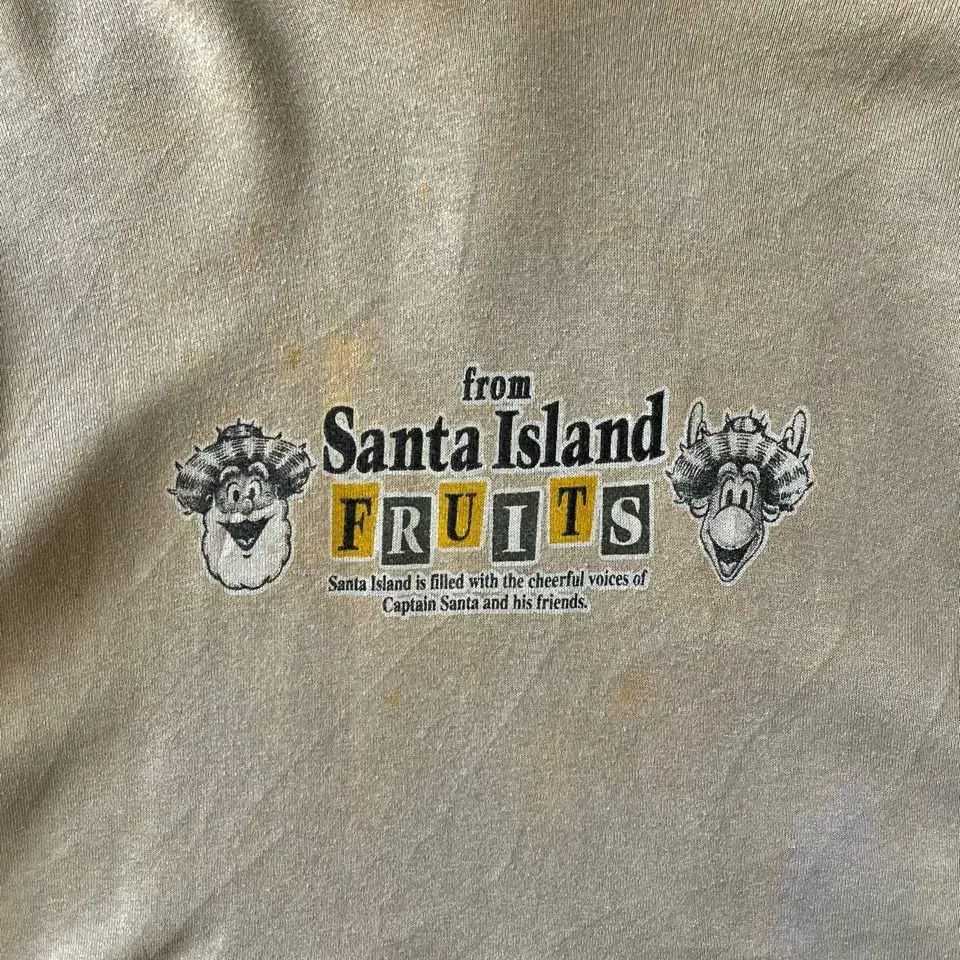 from
Santa Island
FRUITS
Santa Island is filled with the cheerful voices of
Captain Santa and his friends.